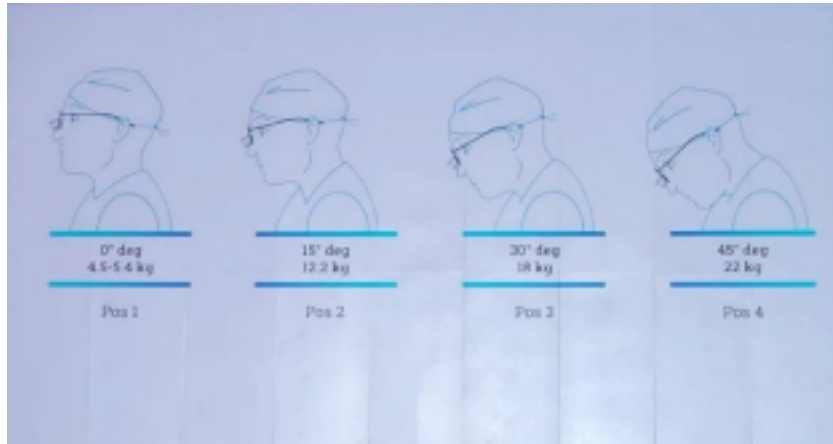 0° deg
4.5-5.4 kg
Pos 1
15° deg
12.2 kg
Pos 2
30° deg
18 kg
Pos 3
45° deg
22 kg
Pos 4